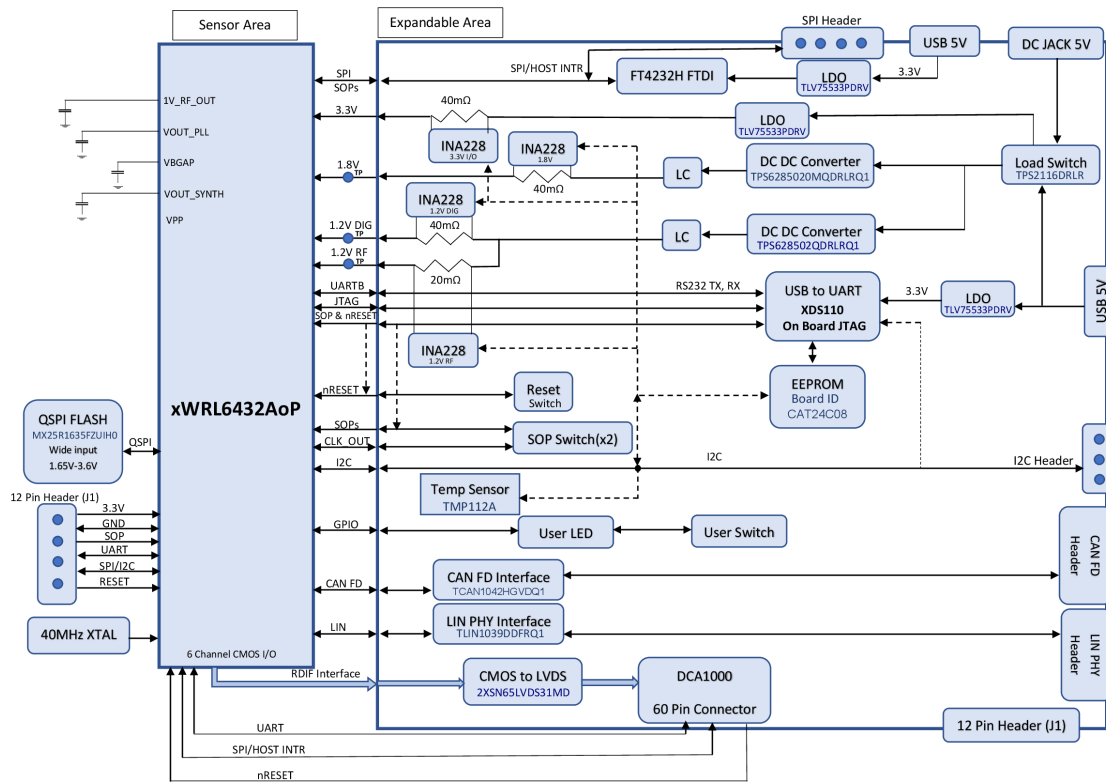 Sensor Area
Expandable Area
SPI Header
USB 5V
DC JACK 5V
SPI/HOST INTR
FT4232H FTDI
LDO
TLV75533PDRV
3.3V
SPI
SOPs
1V_RF_OUT
3.3V
40mΩ
LDO
TLV75533PDRV
VOUT_PLL
INA228
3.3V I/O
INA228
1.8V
DC DC Converter
TPS6285020MQDRLRQ1
Load Switch
TPS2116DRLR
VBGAP
1.8V
TP
40mΩ
LC
VOUT_SYNTH
INA228
1.2V DIG
VPP
1.2V DIG
TP
40mΩ
LC
DC DC Converter
TPS628502QDRLRQ1
1.2V RF
TP
20mΩ
UARTB
RS232 TX, RX
USB to UART
XDS110
On Board JTAG
3.3V
LDO
TLV75533PDRV
USB 5V
JTAG
SOP & nRESET
INA228
1.2V RF
nRESET
Reset
Switch
EEPROM
Board ID
CAT24C08
xWRL6432AoP
QSPI FLASH
MX25R1635FZUIH0
Wide input
1.65V-3.6V
QSPI
SOPs
CLK_OUT
SOP Switch(x2)
I2C
I2C
I2C Header
12 Pin Header (J1)
3.3V
GND
SOP
UART
SPI/I2C
RESET
Temp Sensor
TMP112A
GPIO
User LED
User Switch
CAN FD
Header
CAN FD
CAN FD Interface
TCAN1042HGVDQ1
LIN
LIN PHY Interface
TLIN1039DDFRQ1
LIN PHY
Header
40MHz XTAL
6 Channel CMOS I/O
RDIF Interface
CMOS to LVDS
2XSN65LVDS31MD
DCA1000
60 Pin Connector
12 Pin Header (J1)
UART
SPI/HOST INTR
nRESET